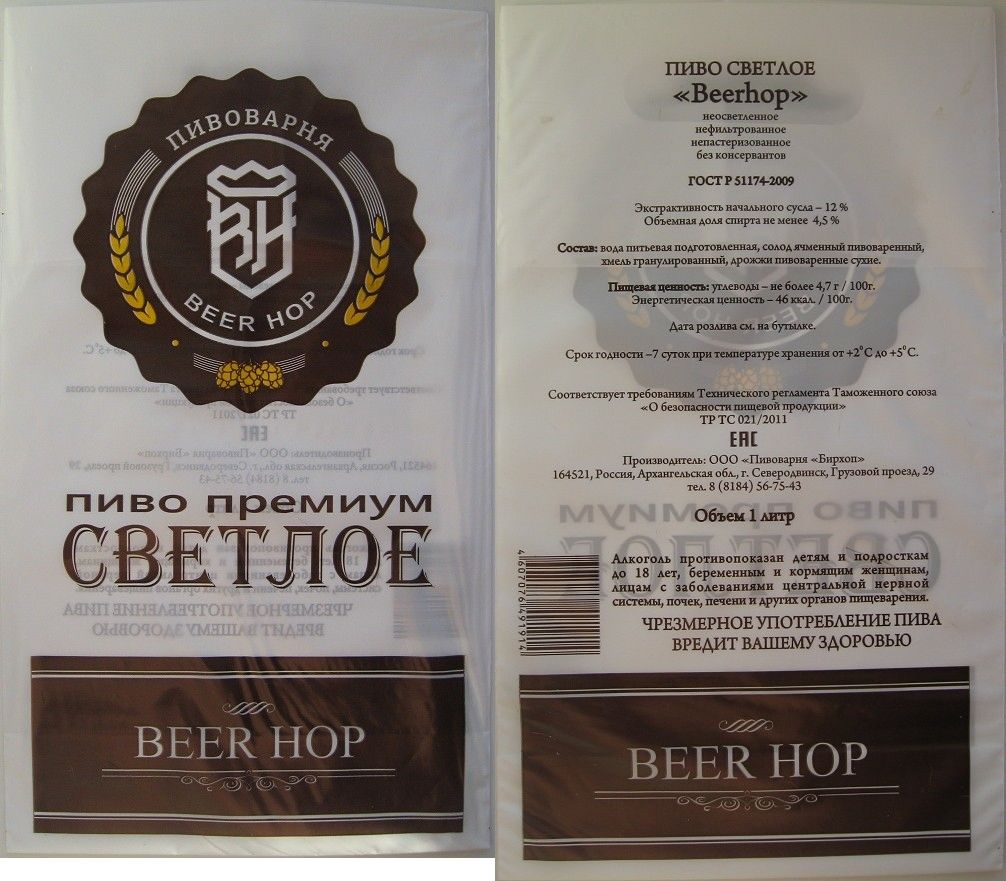 ПИВОВАРНЯ
BH
BEER HOP
пиво премиум
СВЕТЛОЕ
BEER HOP
ПИВО СВЕТЛОЕ
«Beerhop»
неосветленное
нефильтрованное
непастеризованное
без консервантов
ГОСТ Р 51174-2009
Экстрактивность начального сусла – 12 %
Объемная доля спирта не менее 4,5 %
Состав: вода питьевая подготовленная, солод ячменный пивоваренный,
хмель гранулированный, дрожжи пивоваренные сухие.
Пищевая ценность: углеводы – не более 4,7 г / 100г.
Энергетическая ценность – 46 ккал. / 100г.
Дата розлива см. на бутылке.
Срок годности –7 суток при температуре хранения от +2⁰С до +5⁰С.
Соответствует требованиям Технического регламента Таможенного союза
«О безопасности пищевой продукции»
ТР ТС 021/2011
EAC
Производитель: ООО «Пивоварня «Бирхоп»
164521, Россия, Архангельская обл., г. Северодвинск, Грузовой проезд, 29
тел. 8 (8184) 56-75-43
Объем 1 литр
4607076491914
Алкоголь противопоказан детям и подросткам
до 18 лет, беременным и кормящим женщинам,
лицам с заболеваниями центральной нервной
системы, почек, печени и других органов пищеварения.
ЧРЕЗМЕРНОЕ УПОТРЕБЛЕНИЕ ПИВА
ВРЕДИТ ВАШЕМУ ЗДОРОВЬЮ
BEER HOP